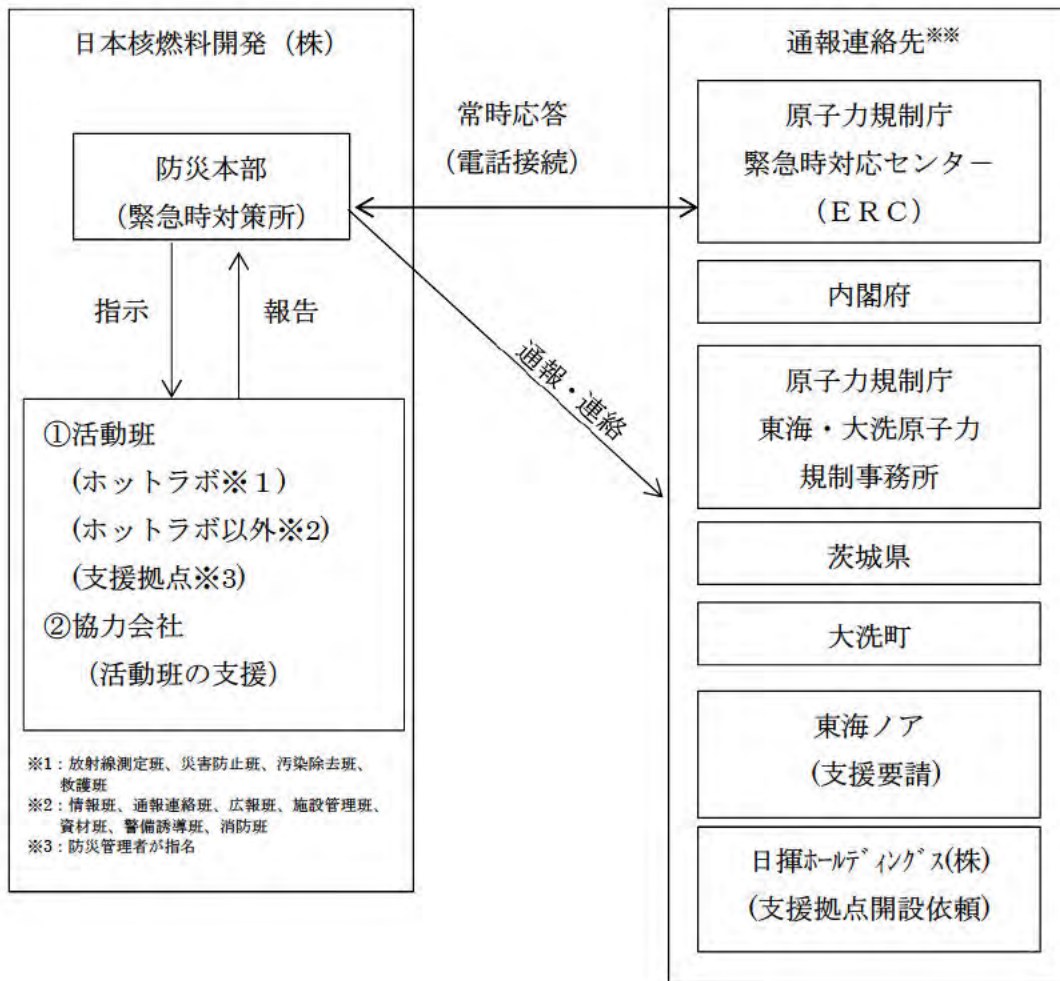 日本核燃料開発（株）
防災本部
（緊急時対策所）
指示
報告
①活動班
(ホットラボ※１)
(ホットラボ以外※2)
(支援拠点※3)
②協力会社
（活動班の支援）
※1：放射線測定班、災害防止班、汚染除去班、
救護班
※2：情報班、通報連絡班、広報班、施設管理班、
資材班、警備誘導班、消防班
※3：防災管理者が指名
常時応答
（電話接続）
通報・連絡
通報連絡先※※
原子力規制庁
緊急時対応センター
（ＥＲＣ）
内閣府
原子力規制庁
東海・大洗原子力
規制事務所
茨城県
大洗町
東海ノア
(支援要請)
日揮ﾎｰﾙﾃﾞｨﾝｸﾞｽ(株)
(支援拠点開設依頼)